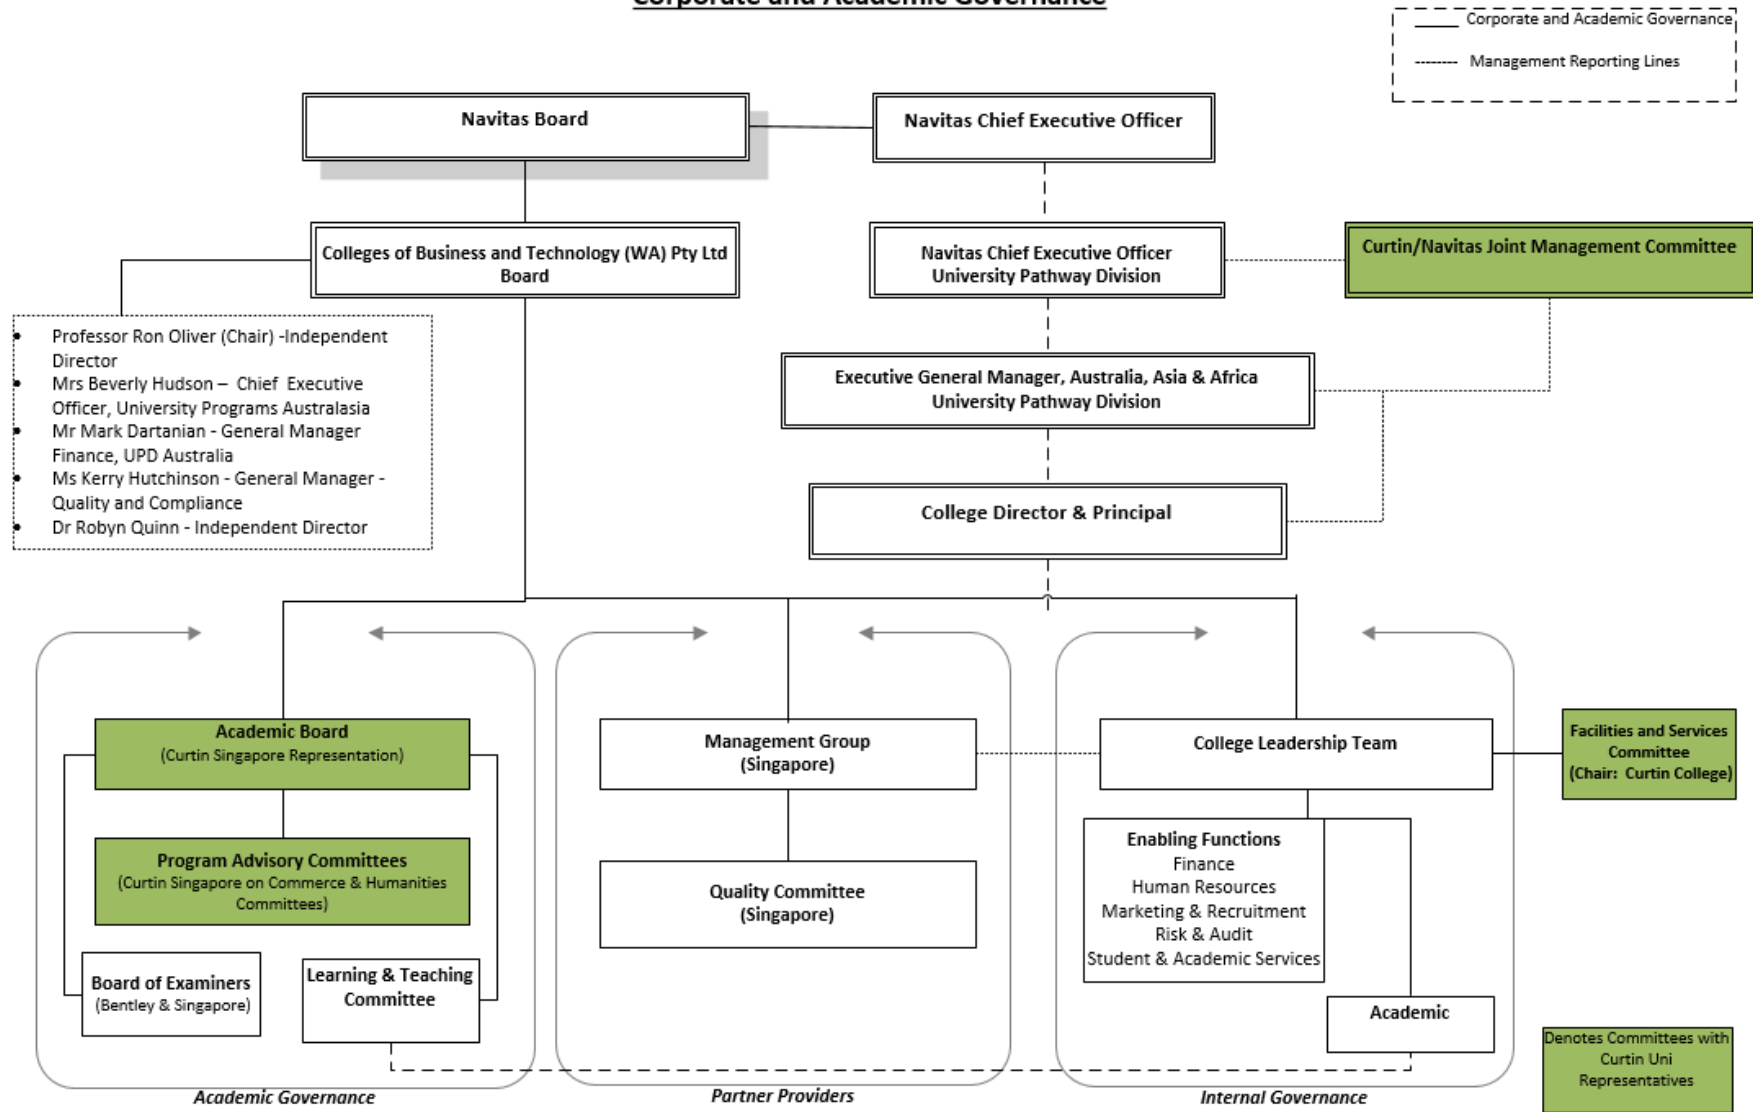 Corporate and Academic Governance
Corporate and Academic Governance
Management Reporting Lines
Navitas Board
Navitas Chief Executive Officer
Colleges of Business and Technology (WA) Pty Ltd
Board
Navitas Chief Executive Officer
University Pathway Division
Curtin/Navitas Joint Management Committee
• Professor Ron Oliver (Chair) -Independent
Director
• Mrs Beverly Hudson – Chief Executive
Officer, University Programs Australasia
• Mr Mark Dartanian - General Manager
Finance, UPD Australia
• Ms Kerry Hutchinson - General Manager -
Quality and Compliance
• Dr Robyn Quinn - Independent Director
Executive General Manager, Australia, Asia & Africa
University Pathway Division
College Director & Principal
Academic Board
(Curtin Singapore Representation)
Program Advisory Committees
(Curtin Singapore on Commerce & Humanities
Committees)
Board of Examiners
(Bentley & Singapore)
Learning & Teaching
Committee
Academic Governance
Management Group
(Singapore)
Quality Committee
(Singapore)
Partner Providers
College Leadership Team
Enabling Functions
Finance
Human Resources
Marketing & Recruitment
Risk & Audit
Student & Academic Services
Academic
Internal Governance
Facilities and Services
Committee
(Chair: Curtin College)
Denotes Committees with
Curtin Uni
Representatives